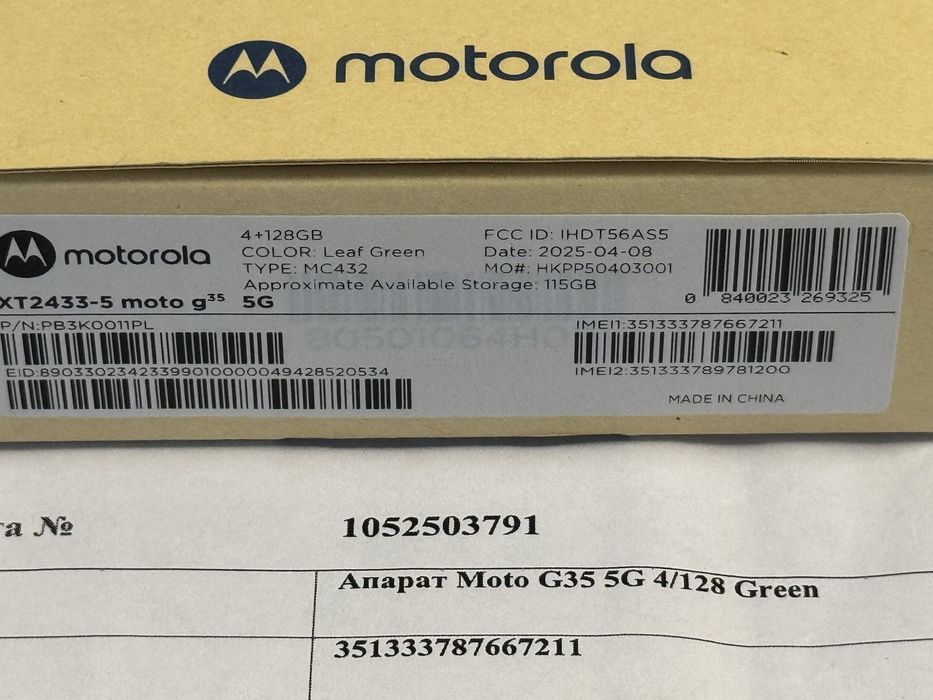 motorola
motorola
4+128GB
COLOR: Leaf Green
TYPE: MC432
Approximate Available Storage: 115GB
FCC ID: IHDT56AS5
Date: 2025-04-08
MO#: HKPP50403001
0 840023 269325
XT2433-5 moto g35 5G
P/N:PB3K0011PL
EID:89033023423399010000049428520534
IMEI1:351333787667211
IMEI2:351333789781200
MADE IN CHINA
та № 1052503791
Апарат Moto G35 5G 4/128 Green
351333787667211